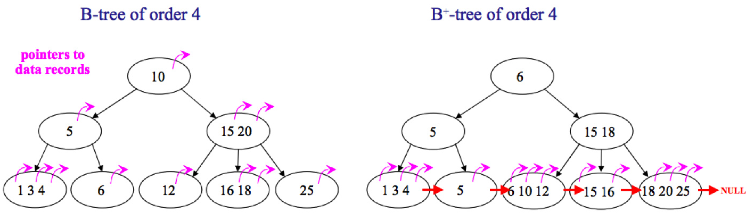 B-tree of order 4
B+-tree of order 4
pointers to
data records
10
6
5
15 20
5
15 18
1 3 4
6
12
16 18
25
1 3 4
5
6 10 12
15 16
18 20 25
NULL